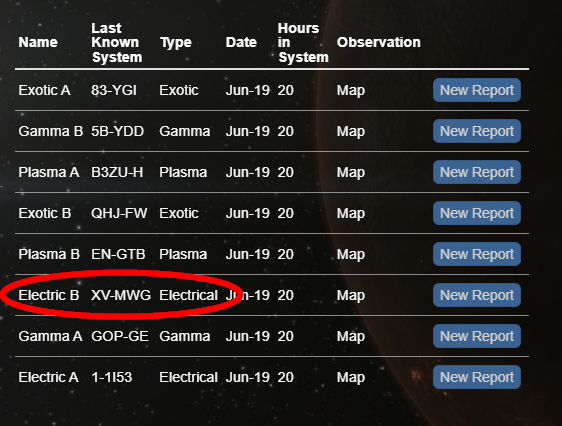 Name Last Known System Type Date Hours in System Observation
Exotic A 83-YGI Exotic Jun-19 20 Map New Report
Gamma B 5B-YDD Gamma Jun-19 20 Map New Report
Plasma A B3ZU-H Plasma Jun-19 20 Map New Report
Exotic B QHJ-FW Exotic Jun-19 20 Map New Report
Plasma B EN-GTB Plasma Jun-19 20 Map New Report
Electric B XV-MWG Electrical Jun-19 20 Map New Report
Gamma A GOP-GE Gamma Jun-19 20 Map New Report
Electric A 1-1I53 Electrical Jun-19 20 Map New Report